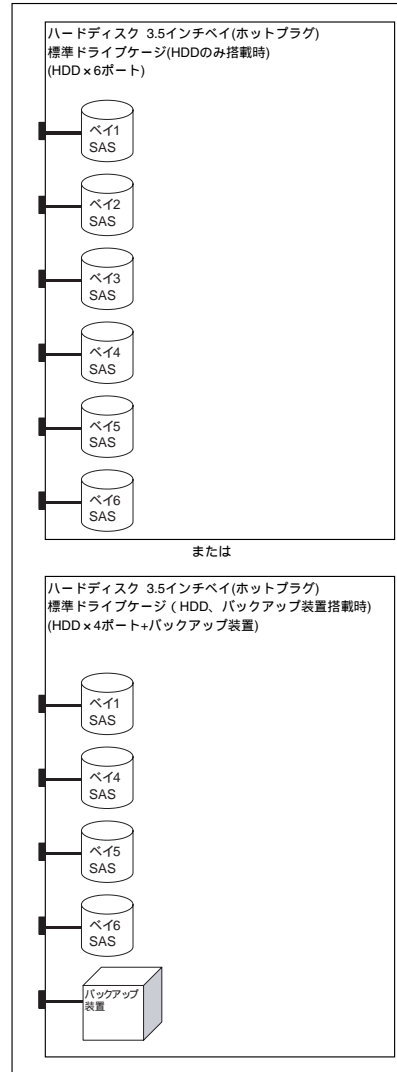 ハードディスク 3.5インチベイ(ホットプラグ)
標準ドライブケージ(HDDのみ搭載時)
(HDD×6ポート)
ベイ1
SAS
ベイ2
SAS
ベイ3
SAS
ベイ4
SAS
ベイ5
SAS
ベイ6
SAS
または
ハードディスク 3.5インチベイ(ホットプラグ)
標準ドライブケージ(HDD、バックアップ装置搭載時)
(HDD×4ポート+バックアップ装置)
ベイ1
SAS
ベイ4
SAS
ベイ5
SAS
ベイ6
SAS
バックアップ
装置